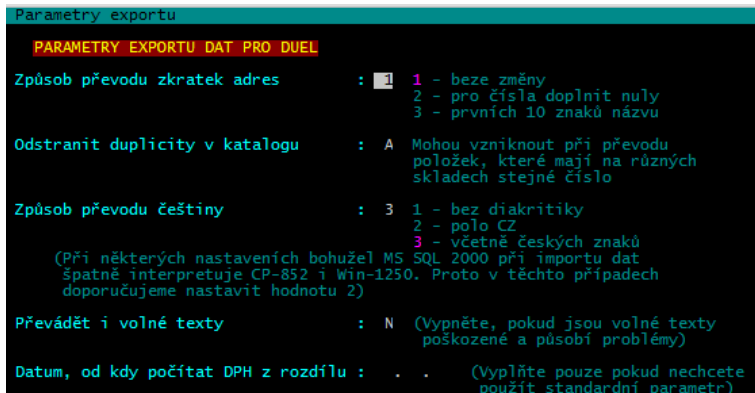 Parametry exportu
PARAMETRY EXPORTU DAT PRO DUEL
Způsob převodu zkratek adres : 1 1 - beze změny
2 - pro čísla doplnit nuly
3 - prvních 10 znaků názvu
Odstranit duplicity v katalogu : A Mohou vzniknout při převodu
položek, které mají na různých
skladech stejné číslo
Způsob převodu češtiny : 3 1 - bez diakritiky
2 - polo CZ
3 - včetně českých znaků
(Při některých nastaveních bohužel MS SQL 2000 při importu dat
špatně interpretuje CP-852 i Win-1250. Proto v těchto případech
doporučujeme nastavit hodnotu 2)
Převádět i volné texty : N (Vypněte, pokud jsou volné texty
poškozené a působí problémy)
Datum, od kdy počítat DPH z rozdílu : . . (Vyplňte pouze pokud nechcete
použít standardní parametr)